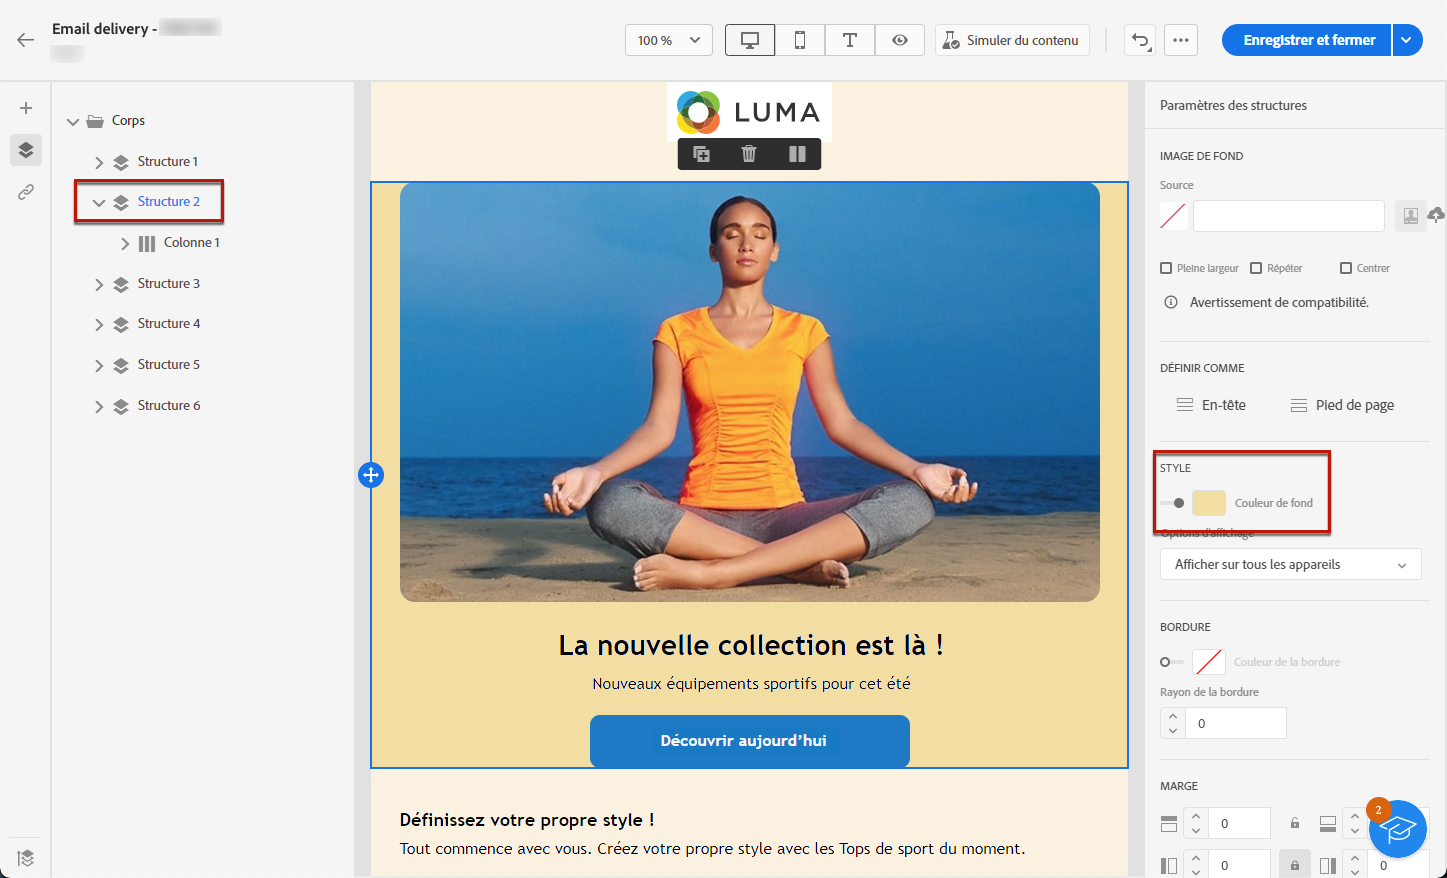 Email delivery -
100 %
Simuler du contenu
Enregistrer et fermer
Corps
Structure 1
Structure 2
Colonne 1
Structure 3
Structure 4
Structure 5
Structure 6
LUMA
La nouvelle collection est là !
Nouveaux équipements sportifs pour cet été
Découvrir aujourd'hui
Définissez votre propre style !
Tout commence avec vous. Créez votre propre style avec les Tops de sport du moment.
Paramètres des structures
IMAGE DE FOND
Source
Pleine largeur Répéter Centrer
Avertissement de compatibilité.
DÉFINIR COMME
En-tête Pied de page
STYLE
Couleur de fond
Options d'affichage
Afficher sur tous les appareils
BORDURE
Couleur de la bordure
Rayon de la bordure
0
MARGE
2
0
0 0